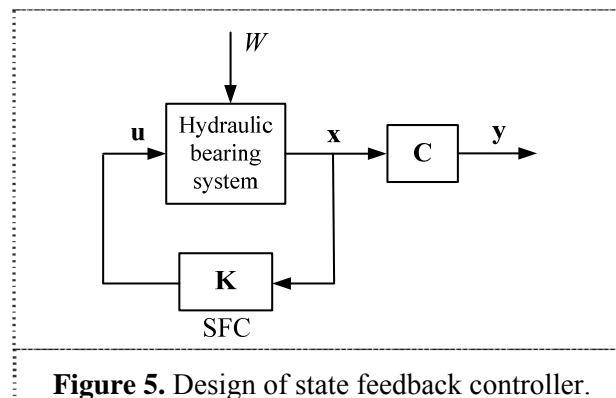 W
u
Hydraulic
bearing
system
x
C
y
K
SFC
Figure 5. Design of state feedback controller.